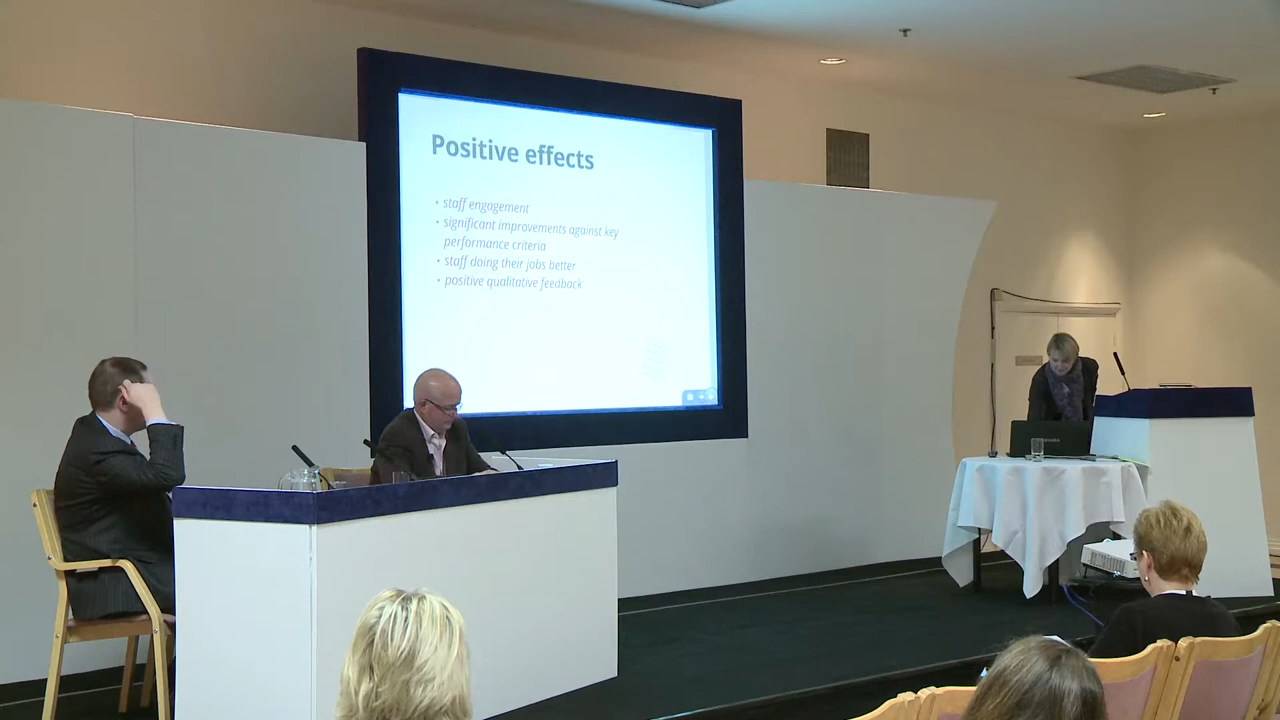 Positive effects
• staff engagement
• significant improvements against key
performance criteria
• staff doing their jobs better
• positive qualitative feedback